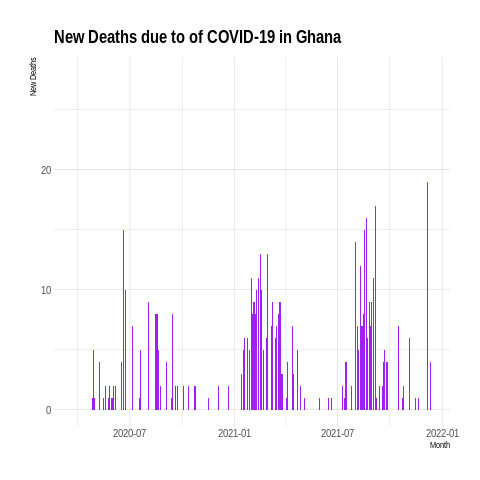 New Deaths due to of COVID-19 in Ghana
New Deaths
20
10
0
2020-07 2021-01 2021-07 2022-01
Month